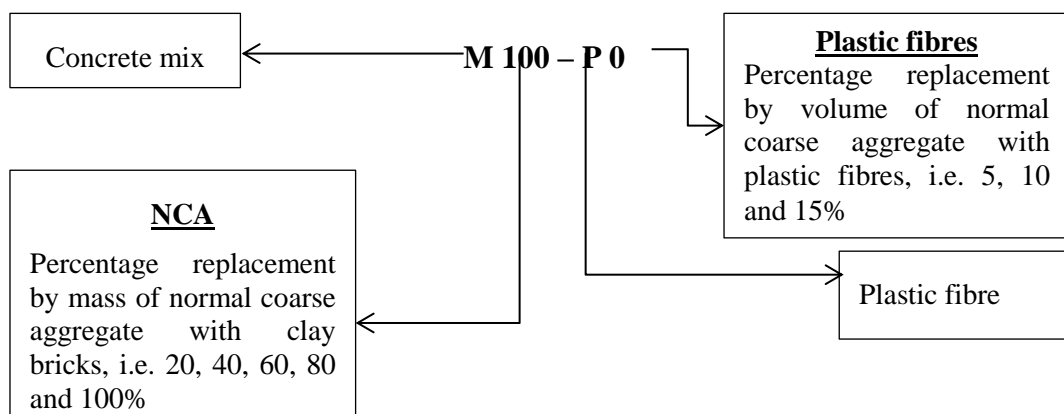 Concrete mix
M 100 – P 0
Plastic fibres
Percentage replacement
by volume of normal
coarse aggregate with
plastic fibres, i.e. 5, 10
and 15%
NCA
Percentage replacement
by mass of normal coarse
aggregate with clay
bricks, i.e. 20, 40, 60, 80
and 100%
Plastic fibre